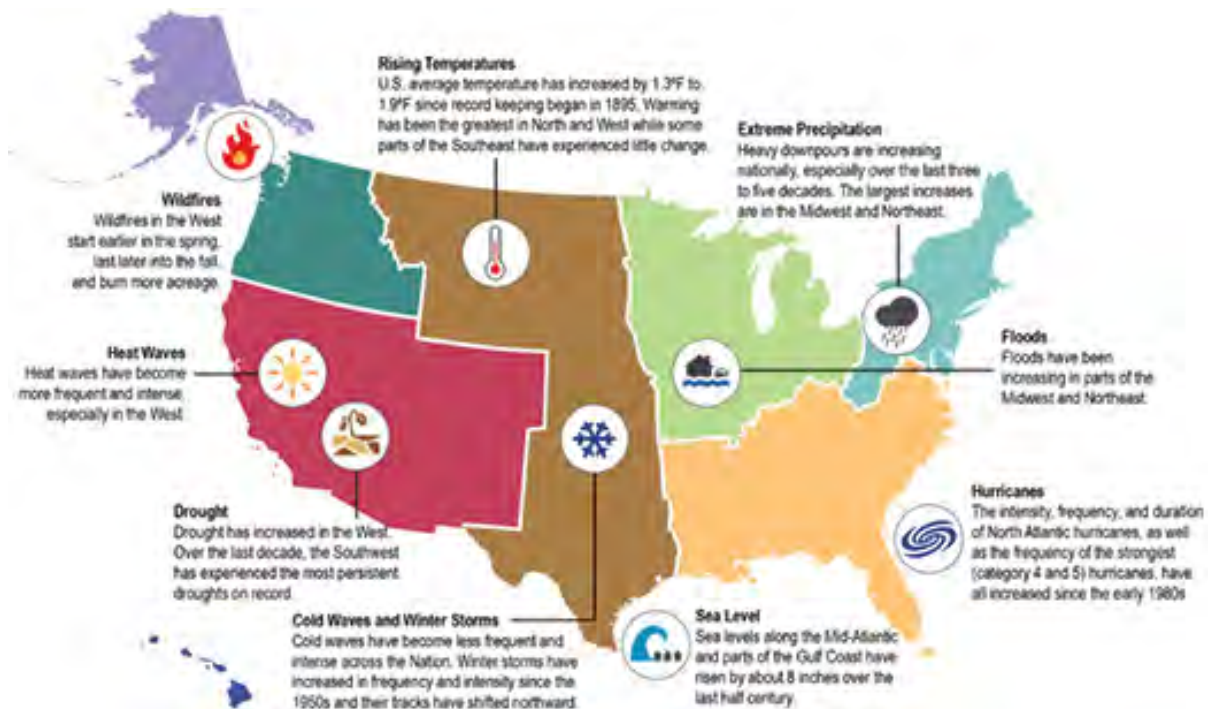 Rising Temperatures
U.S. average temperature has increased by 1.3ºF to
1.9ºF since record keeping began in 1895. Warming
has been the greatest in North and West while some
parts of the Southeast have experienced little change.
Extreme Precipitation
Heavy downpours are increasing
nationally, especially over the last three
to five decades. The largest increases
are in the Midwest and Northeast.
Wildfires
Wildfires in the West
start earlier in the spring,
last later into the fall,
and burn more acreage.
Heat Waves
Heat waves have become
more frequent and intense,
especially in the West.
Floods
Floods have been
increasing in parts of the
Midwest and Northeast.
Drought
Drought has increased in the West.
Over the last decade, the Southwest
has experienced the most persistent
droughts on record.
Hurricanes
The intensity, frequency, and duration
of North Atlantic hurricanes, as well
as the frequency of the strongest
(category 4 and 5) hurricanes, have
all increased since the early 1980s
Cold Waves and Winter Storms
Cold waves have become less frequent and
intense across the Nation. Winter storms have
increased in frequency and intensity since the
1950s and their tracks have shifted northward.
Sea Level
Sea levels along the Mid-Atlantic
and parts of the Gulf Coast have
risen by about 8 inches over the
last half century.